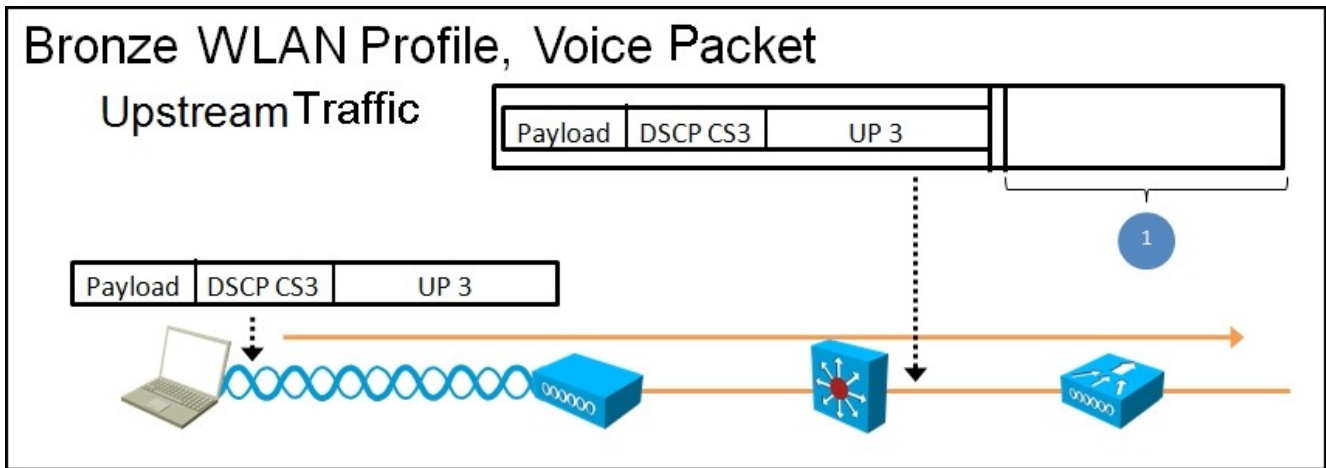 Bronze WLAN Profile, Voice Packet
Upstream Traffic
Payload DSCP CS3 UP 3
1
Payload DSCP CS3 UP 3